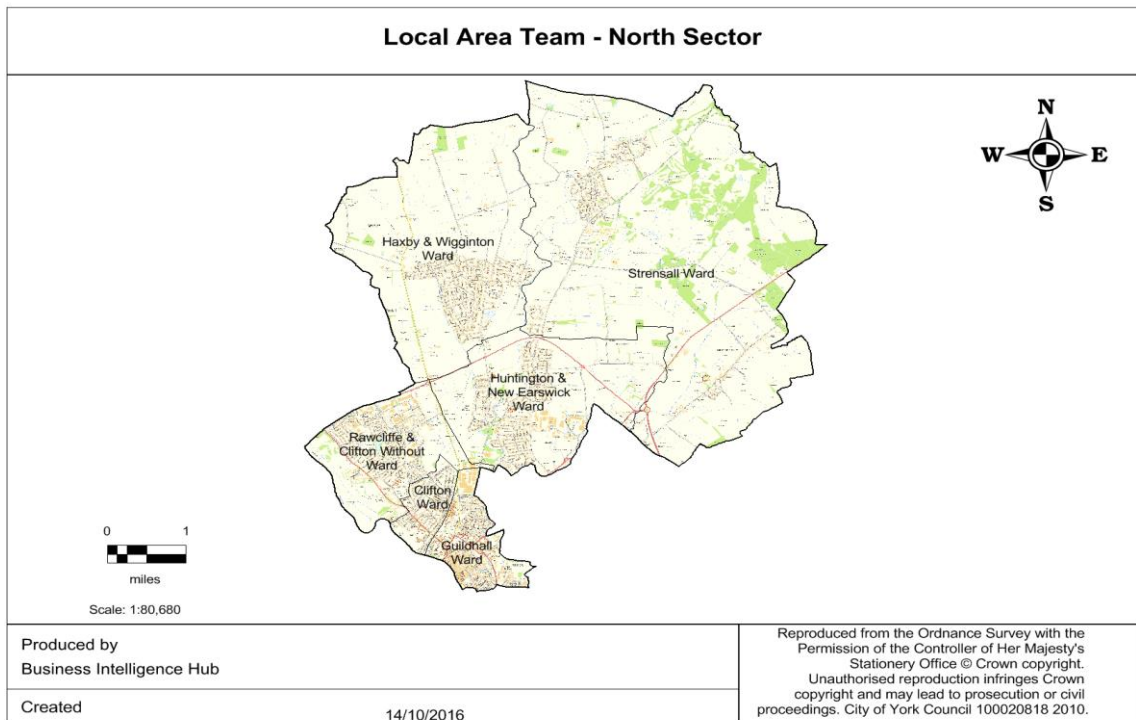 Local Area Team - North Sector
N
W E
S
Haxby & Wigginton
Ward
Strensall Ward
Huntington &
New Earswick
Ward
Rawcliffe &
Clifton Without
Ward
Clifton
Ward
Guildhall
Ward
0 1
miles
Scale: 1:80,680
Produced by
Business Intelligence Hub
Created 14/10/2016
Reproduced from the Ordnance Survey with the
Permission of the Controller of Her Majesty's
Stationery Office © Crown copyright.
Unauthorised reproduction infringes Crown
copyright and may lead to prosecution or civil
proceedings. City of York Council 100020818 2010.